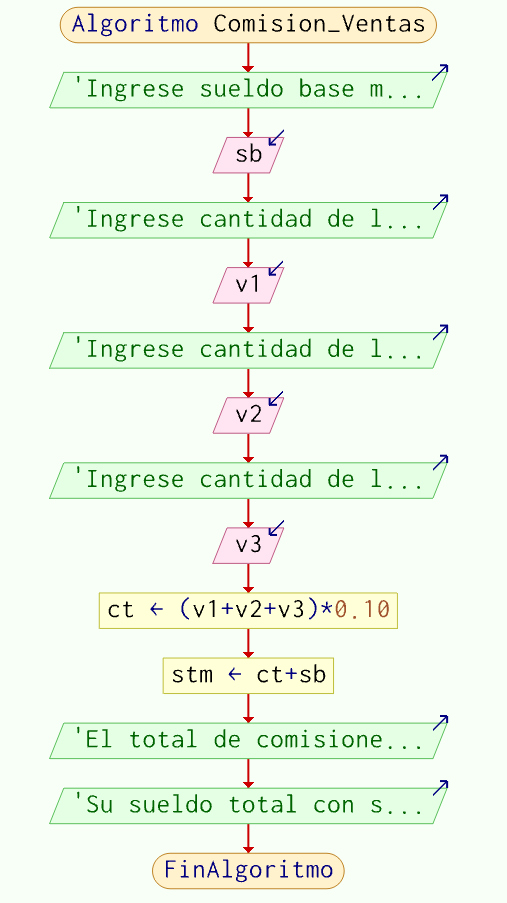 Algoritmo Comision_Ventas
'Ingrese sueldo base m...
sb
'Ingrese cantidad de l...
v1
'Ingrese cantidad de l...
v2
'Ingrese cantidad de l...
v3
ct ← (v1+v2+v3)*0.10
stm ← ct+sb
'El total de comisione...
'Su sueldo total con s...
FinAlgoritmo